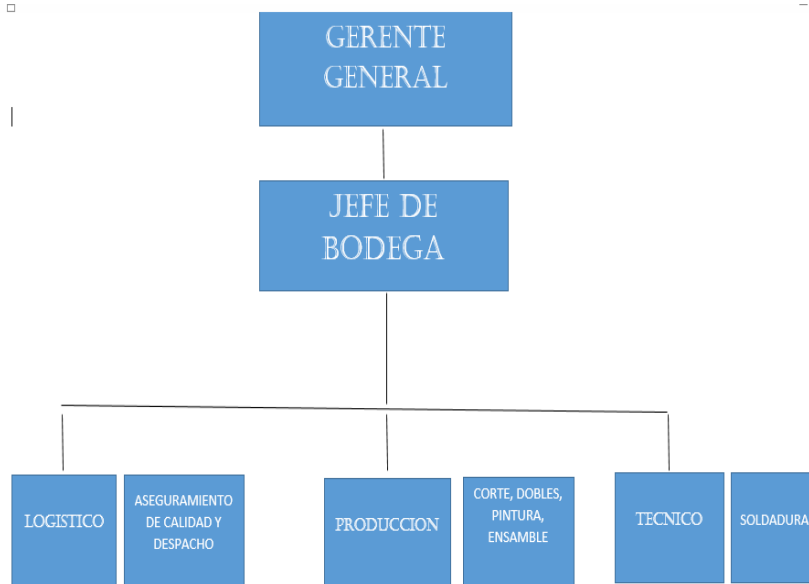 GERENTE
GENERAL
JEFE DE
BODEGA
LOGISTICO
ASEGURAMIENTO
DE CALIDAD Y
DESPACHO
PRODUCCION
CORTE, DOBLES,
PINTURA,
ENSAMBLE
TECNICO
SOLDADURA